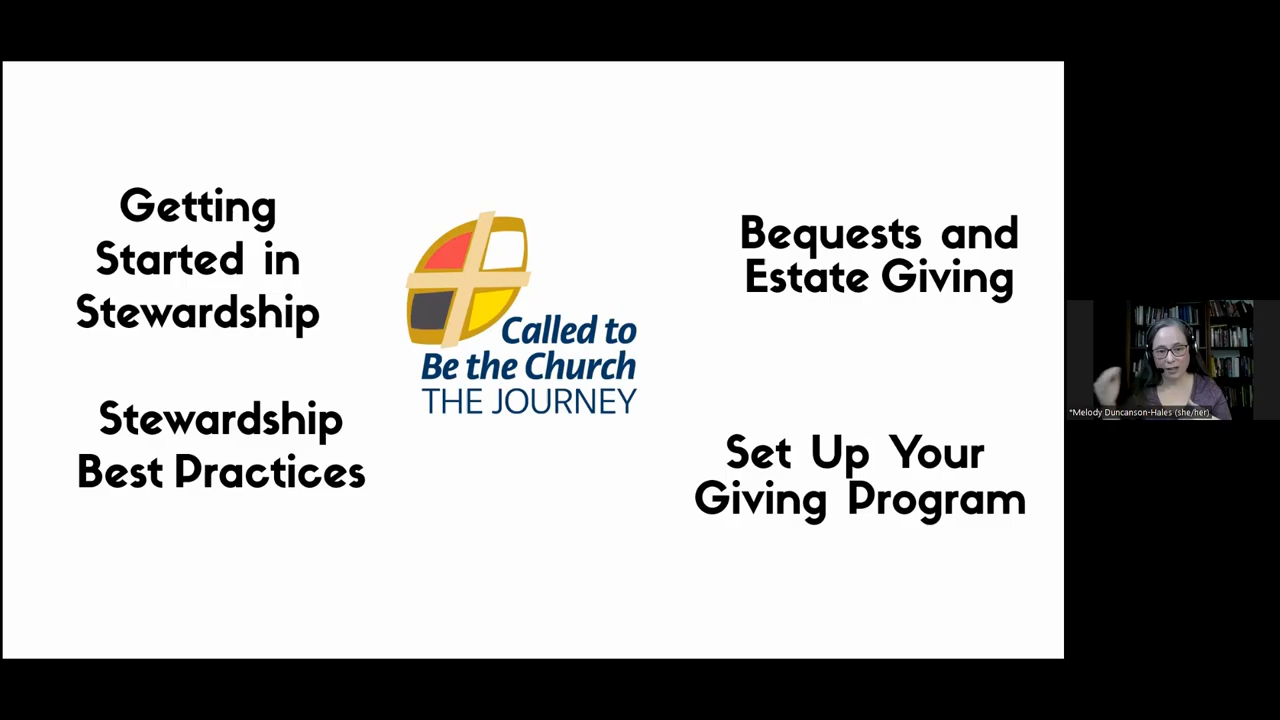 Getting
Started in
Stewardship
Stewardship
Best Practices
Called to
Be the Church
THE JOURNEY
Bequests and
Estate Giving
Set Up Your
Giving Program
*Melody Duncanson-Hales (she/her)